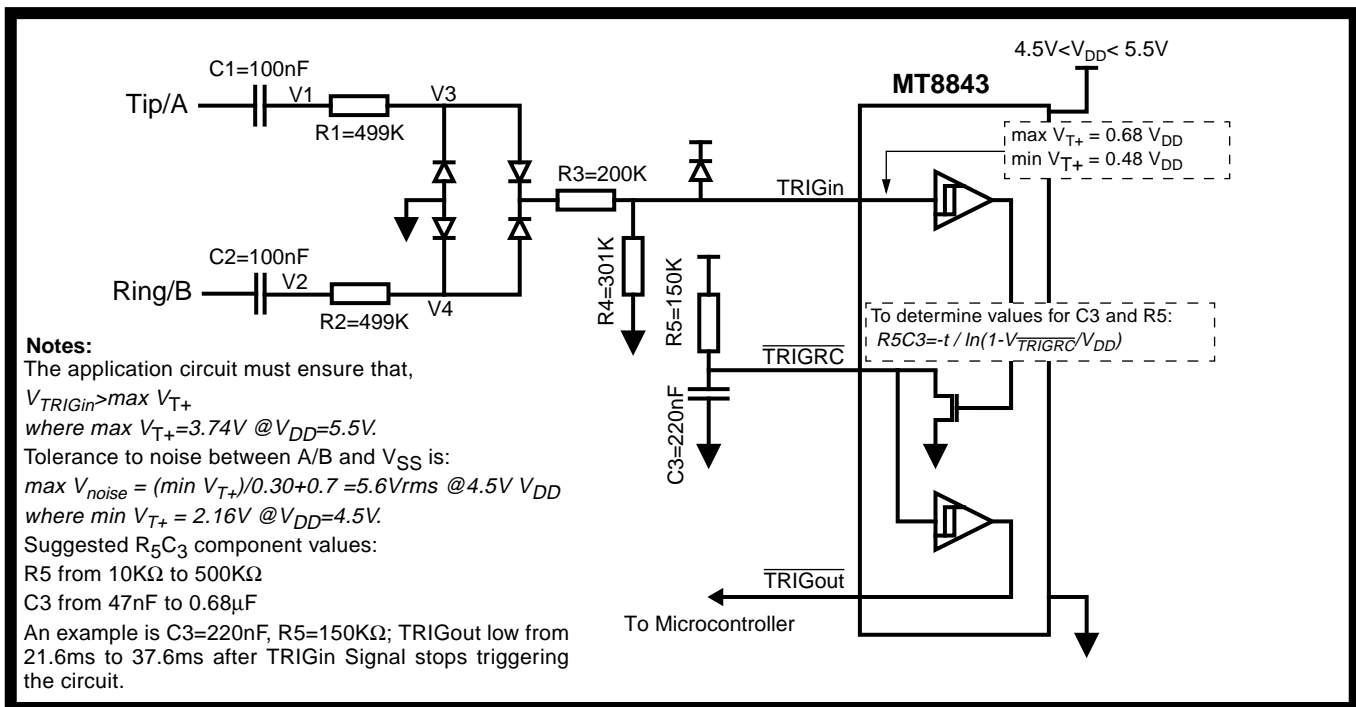 4.5V<V_DD< 5.5V
MT8843
C1=100nF
Tip/A
V1
V3
R1=499K
max V_T+ = 0.68 V_DD
min V_T+ = 0.48 V_DD
R3=200K
TRIGin
C2=100nF
Ring/B
V2
V4
R2=499K
R4=301K
R5=150K
To determine values for C3 and R5:
R5C3=-t / ln(1-V_T̅R̅I̅G̅R̅C̅/V_DD)
T̅R̅I̅G̅R̅C̅
C3=220nF
T̅R̅I̅G̅o̅u̅t̅
To Microcontroller
Notes:
The application circuit must ensure that,
V_TRIGin>max V_T+
where max V_T+=3.74V @V_DD=5.5V.
Tolerance to noise between A/B and V_SS is:
max V_noise = (min V_T+)/0.30+0.7 =5.6Vrms @4.5V V_DD
where min V_T+ = 2.16V @V_DD=4.5V.
Suggested R₅C₃ component values:
R5 from 10KΩ to 500KΩ
C3 from 47nF to 0.68μF
An example is C3=220nF, R5=150KΩ; TRIGout low from
21.6ms to 37.6ms after TRIGin Signal stops triggering
the circuit.